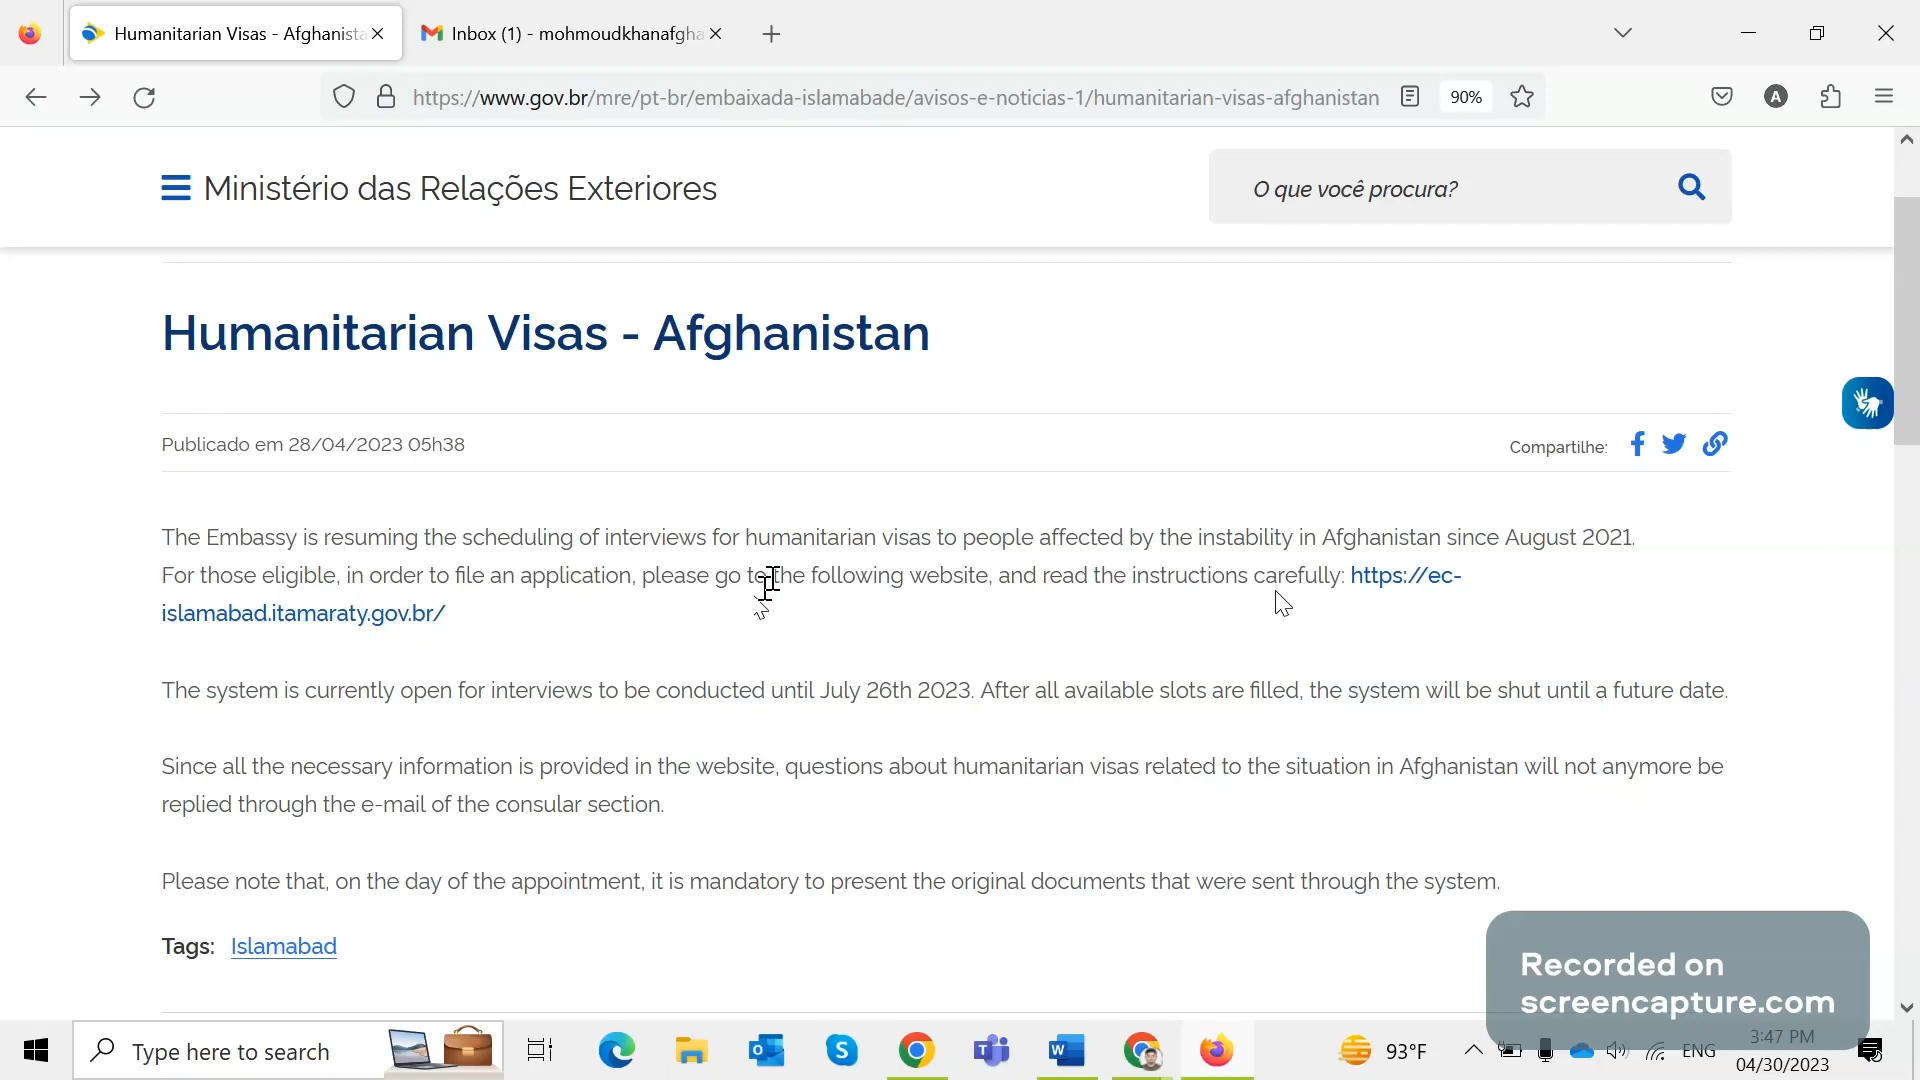 Humanitarian Visas - Afghanista
Inbox (1) - mohmoudkhanafgha
https://www.gov.br/mre/pt-br/embaixada-islamabade/avisos-e-noticias-1/humanitarian-visas-afghanistan
90%
A
Ministério das Relações Exteriores
O que você procura?
Humanitarian Visas - Afghanistan
Publicado em 28/04/2023 05h38
Compartilhe:
The Embassy is resuming the scheduling of interviews for humanitarian visas to people affected by the instability in Afghanistan since August 2021.
For those eligible, in order to file an application, please go to the following website, and read the instructions carefully: https://ec-
islamabad.itamaraty.gov.br/
The system is currently open for interviews to be conducted until July 26th 2023. After all available slots are filled, the system will be shut until a future date.
Since all the necessary information is provided in the website, questions about humanitarian visas related to the situation in Afghanistan will not anymore be
replied through the e-mail of the consular section.
Please note that, on the day of the appointment, it is mandatory to present the original documents that were sent through the system.
Tags: Islamabad
Recorded on
screencapture.com
Type here to search
93°F
ENG
3:47 PM
04/30/2023